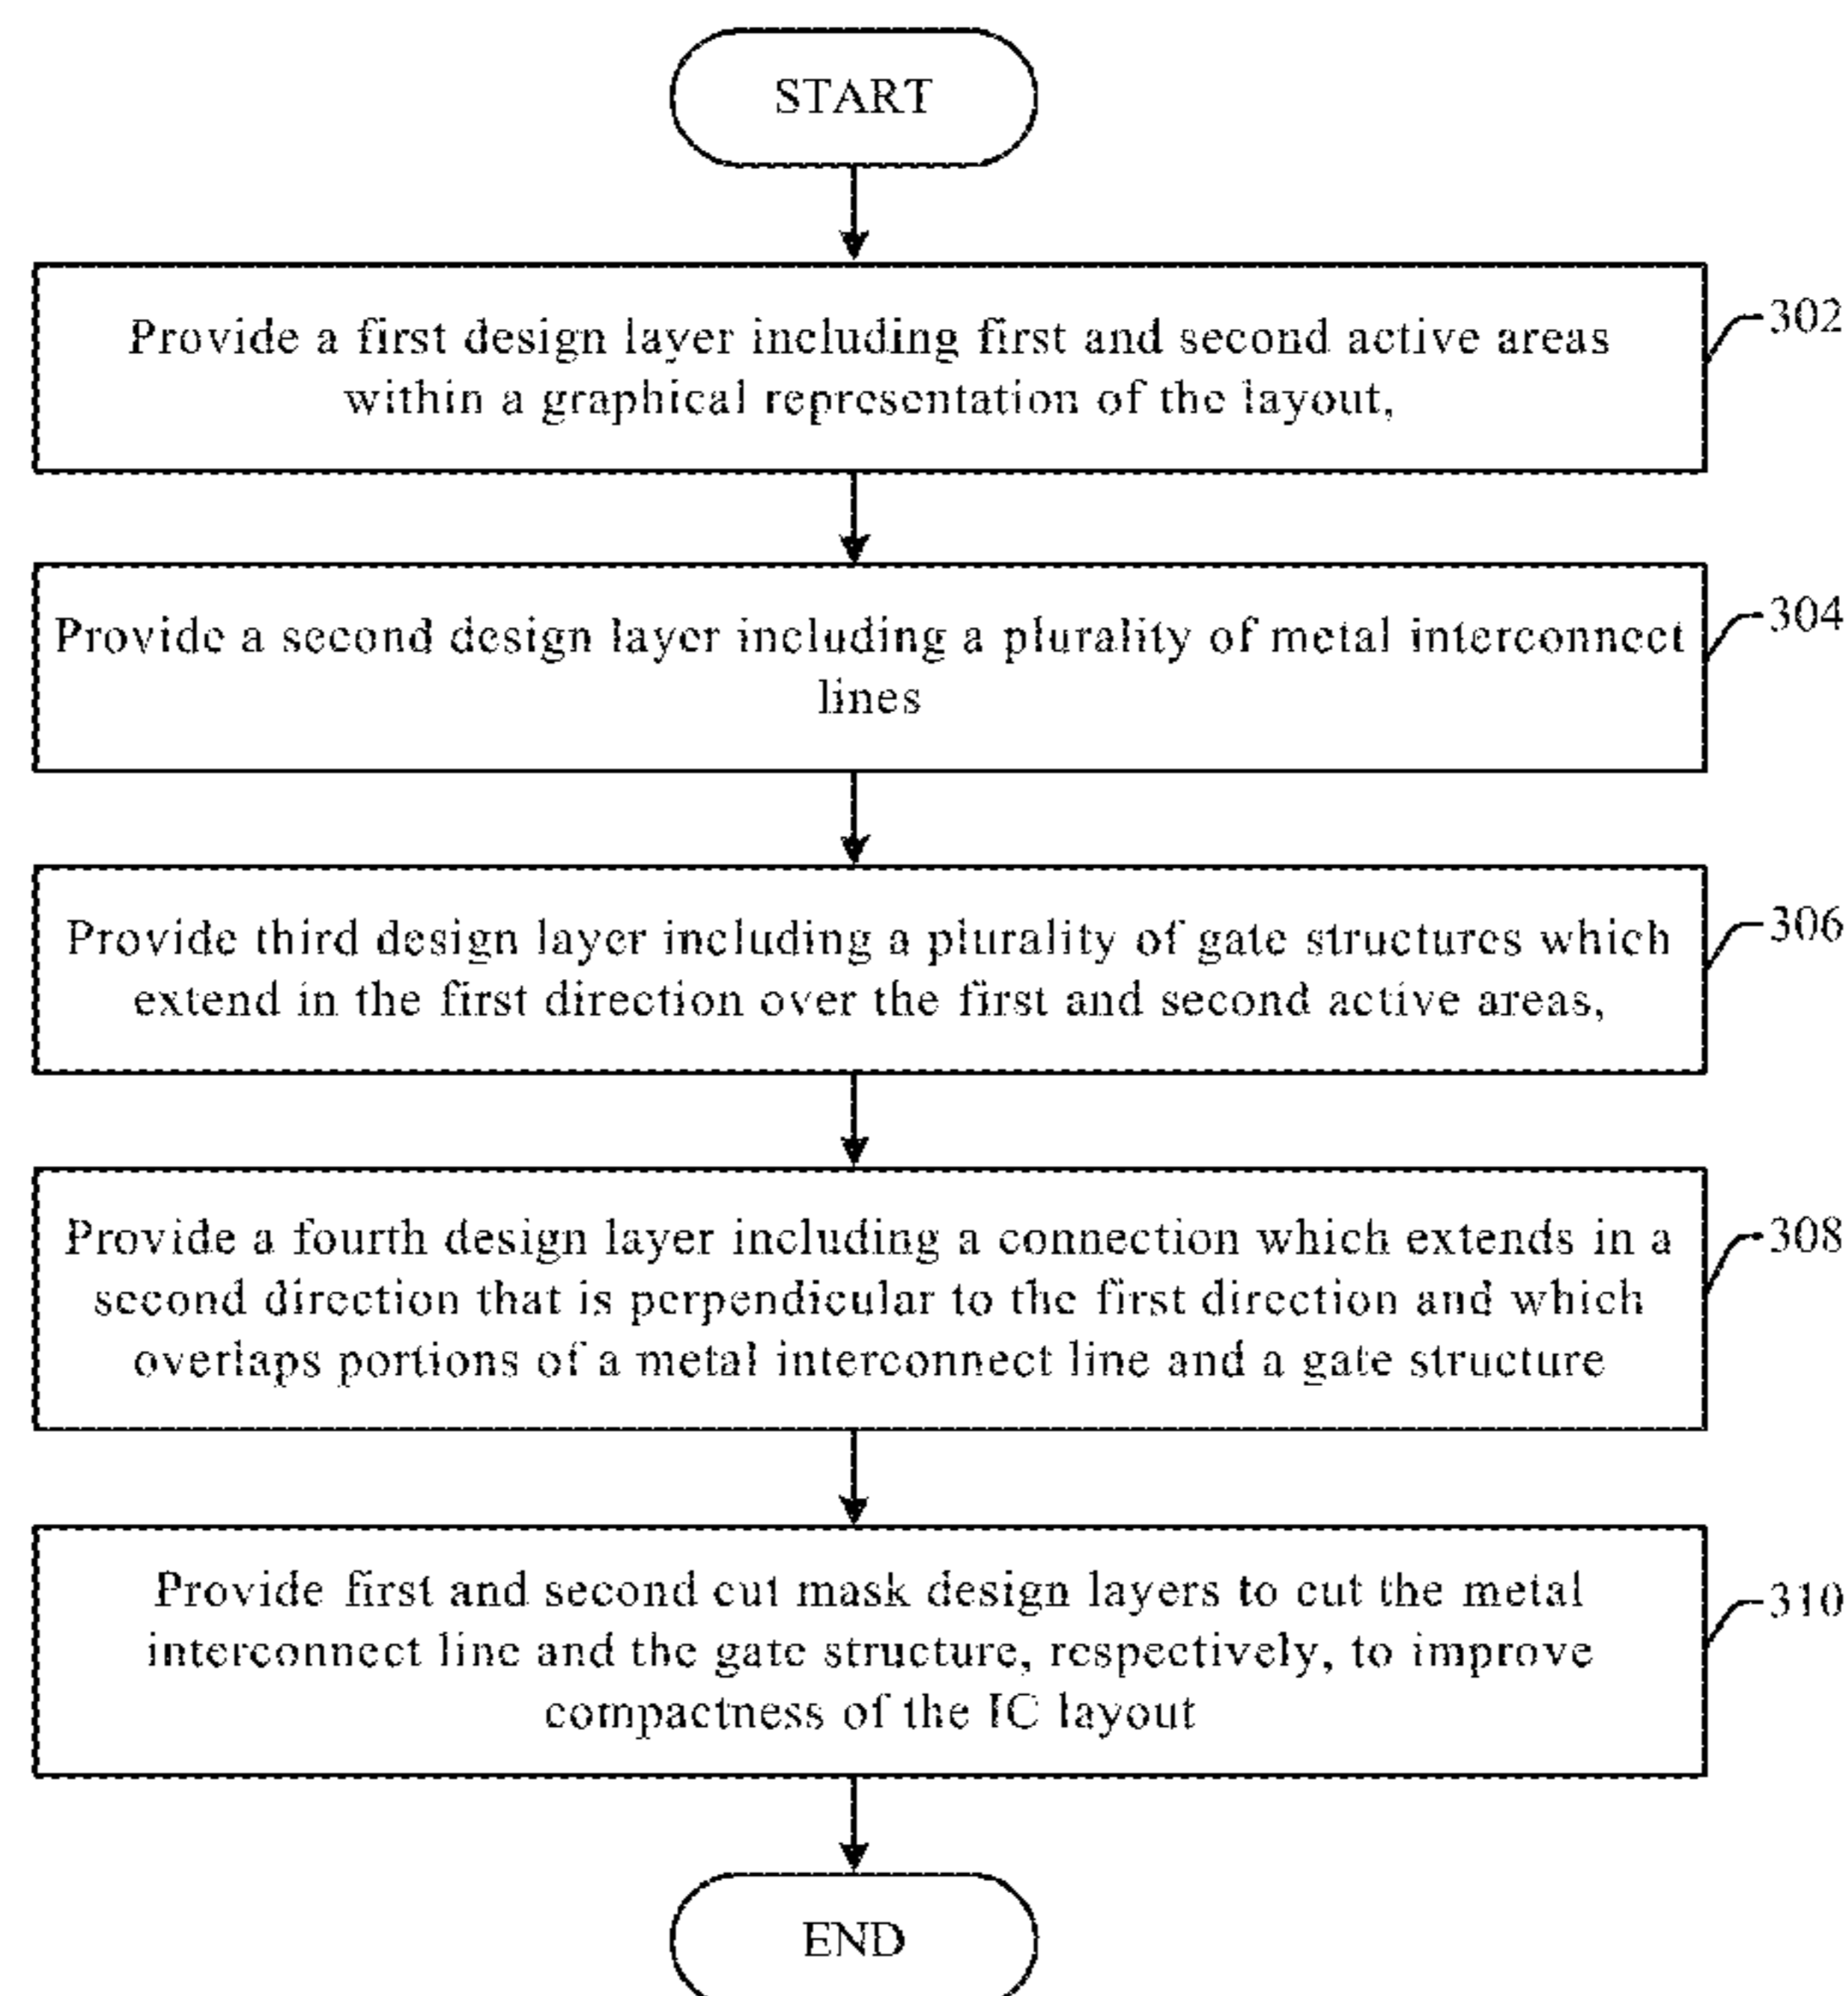 START
Provide a first design layer including first and second active areas
within a graphical representation of the layout,
302
Provide a second design layer including a plurality of metal interconnect
lines
304
Provide third design layer including a plurality of gate structures which
extend in the first direction over the first and second active areas,
306
Provide a fourth design layer including a connection which extends in a
second direction that is perpendicular to the first direction and which
overlaps portions of a metal interconnect line and a gate structure
308
Provide first and second cut mask design layers to cut the metal
interconnect line and the gate structure, respectively, to improve
compactness of the IC layout
310
END